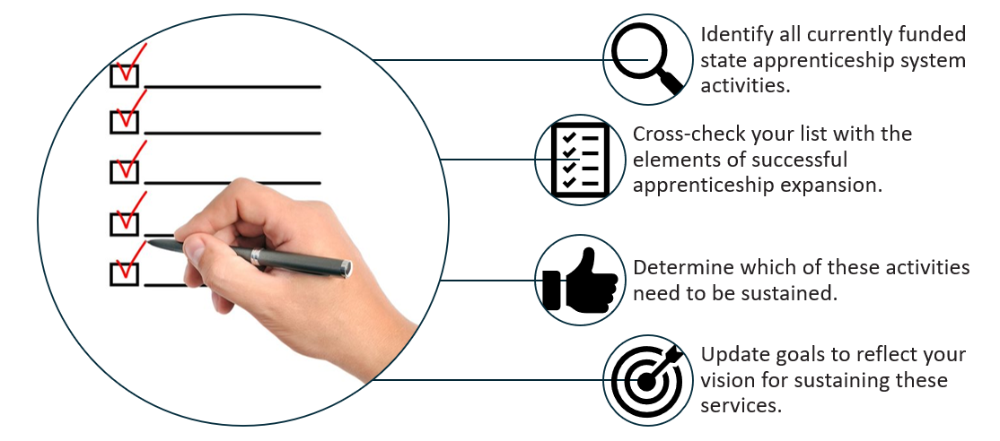 Identify all currently funded
state apprenticeship system
activities.
Cross-check your list with the
elements of successful
apprenticeship expansion.
Determine which of these activities
need to be sustained.
Update goals to reflect your
vision for sustaining these
services.